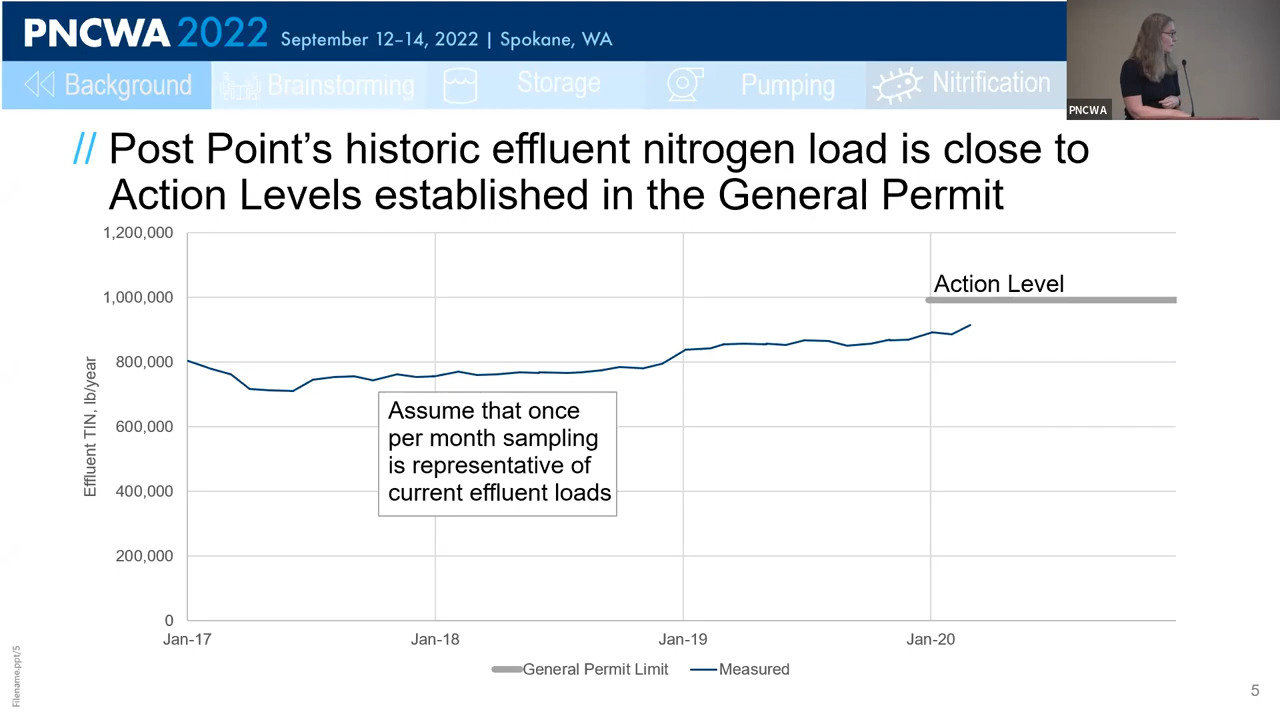 PNCWA 2022 September 12–14, 2022 | Spokane, WA
PNCWA
Background Brainstorming Storage Pumping Nitrification
// Post Point’s historic effluent nitrogen load is close to
Action Levels established in the General Permit
1,200,000
1,000,000
800,000
600,000
400,000
200,000
0
Effluent TIN, lb/year
Action Level
Assume that once
per month sampling
is representative of
current effluent loads
Jan-17 Jan-18 Jan-19 Jan-20
General Permit Limit Measured
Filename.ppt/5
5